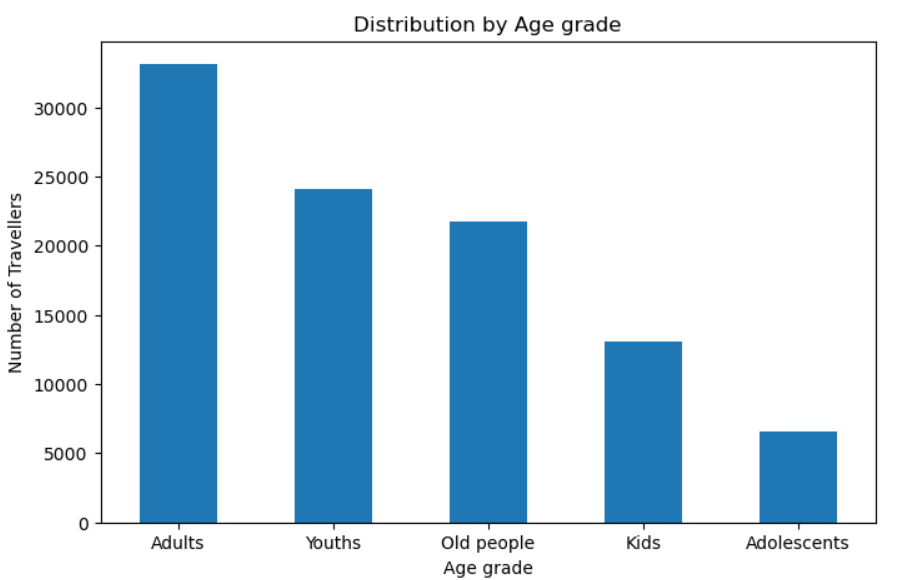 Distribution by Age grade
Number of Travellers
30000
25000
20000
15000
10000
5000
0
Adults Youths Old people Kids Adolescents
Age grade